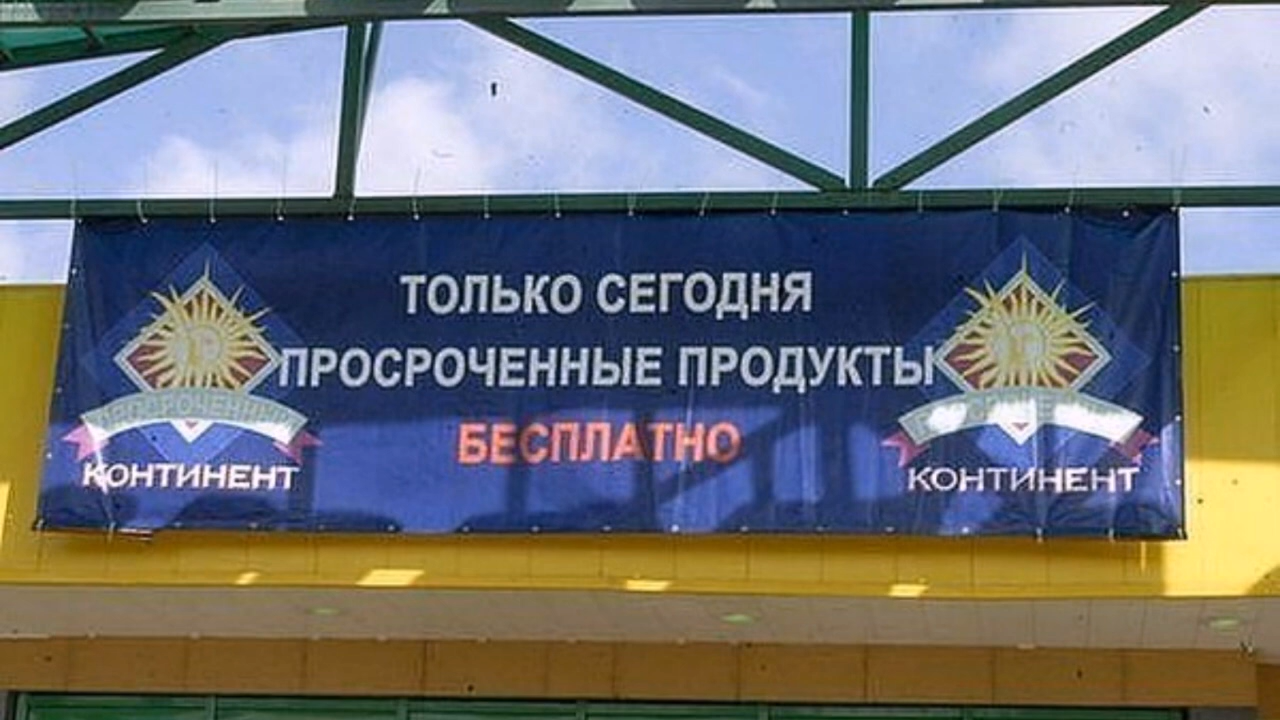 ТОЛЬКО СЕГОДНЯ
ПРОСРОЧЕННЫЕ ПРОДУКТЫ
БЕСПЛАТНО
КОНТИНЕНТ
КОНТИНЕНТ